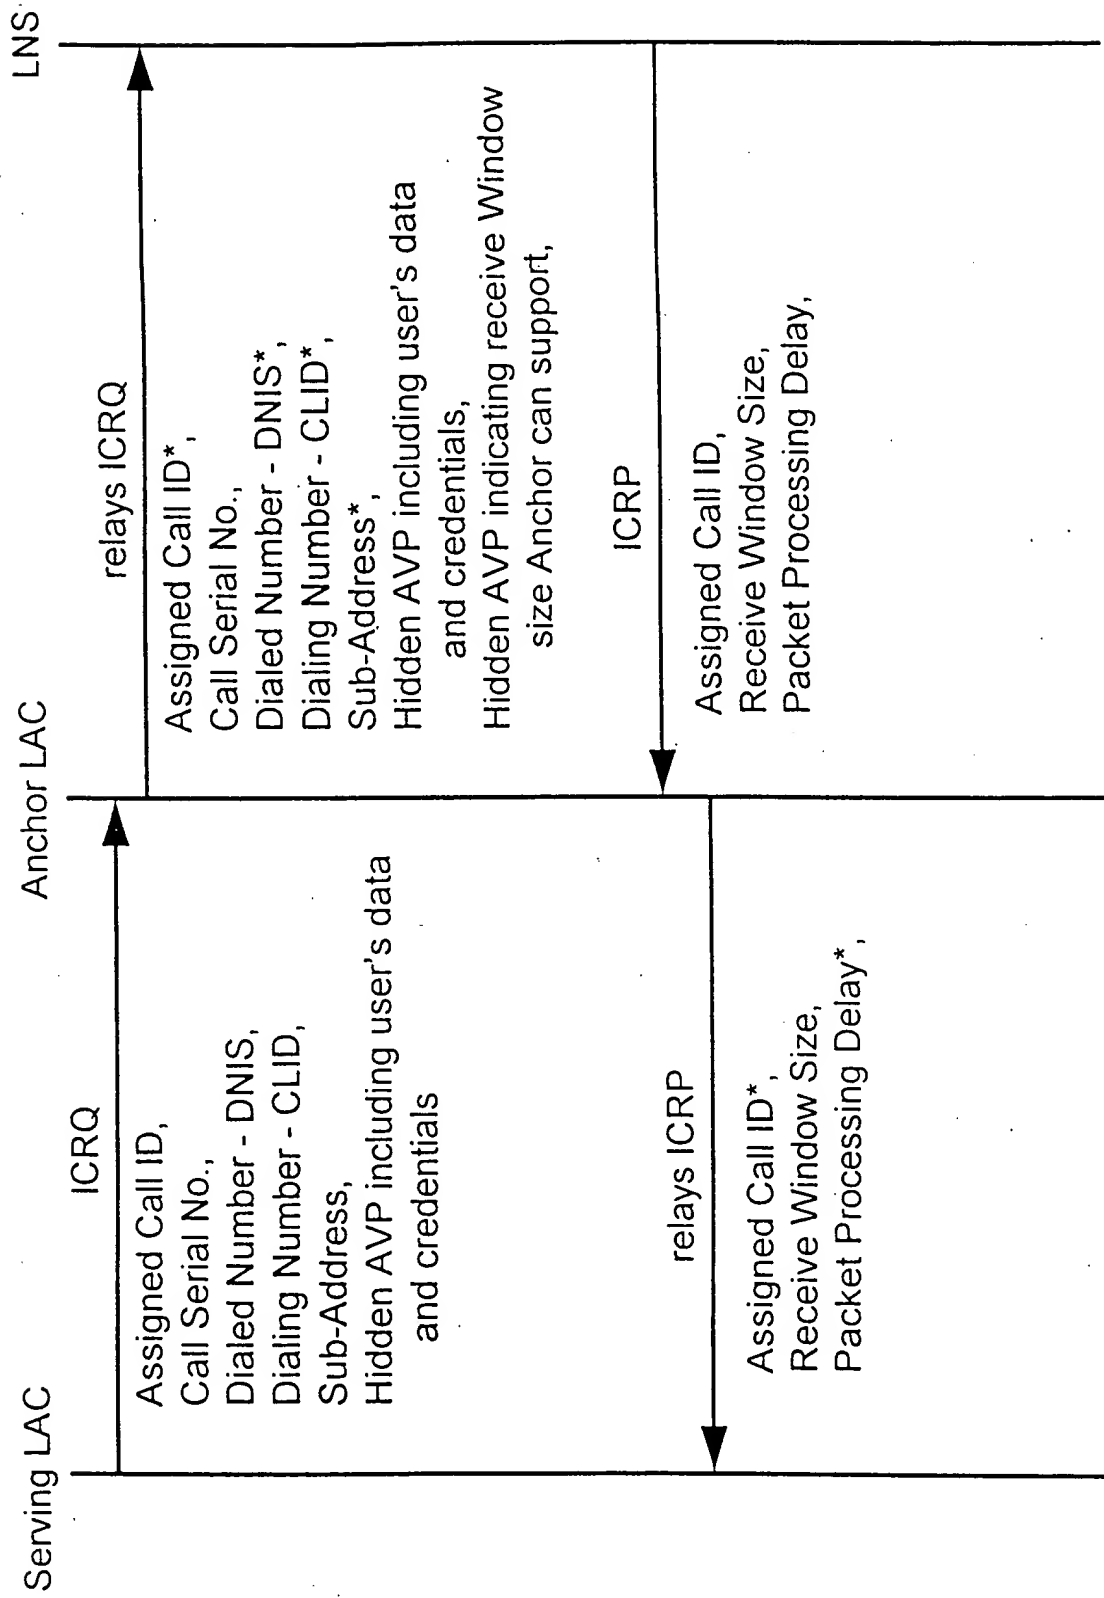 Serving LAC
Anchor LAC
LNS
ICRQ
Assigned Call ID,
Call Serial No.,
Dialed Number - DNIS,
Dialing Number - CLID,
Sub-Address,
Hidden AVP including user's data
and credentials
relays ICRQ
Assigned Call ID*,
Call Serial No.,
Dialed Number - DNIS*,
Dialing Number - CLID*,
Sub-Address*,
Hidden AVP including user's data
and credentials,
Hidden AVP indicating receive Window
size Anchor can support,
ICRP
Assigned Call ID,
Receive Window Size,
Packet Processing Delay,
relays ICRP
Assigned Call ID*,
Receive Window Size,
Packet Processing Delay*,